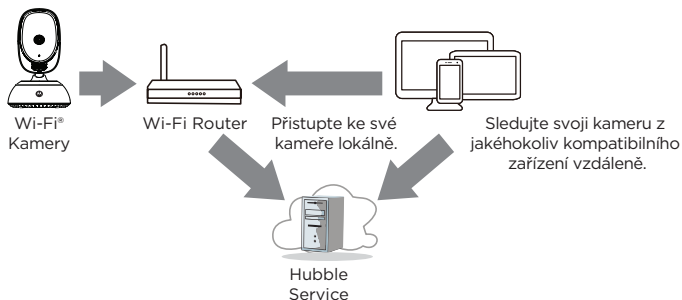 Wi-Fi®
Kamery
Wi-Fi Router
Přistupte ke své
kameře lokálně.
Sledujte svoji kameru z
jakéhokoliv kompatibilního
zařízení vzdáleně.
Hubble
Service